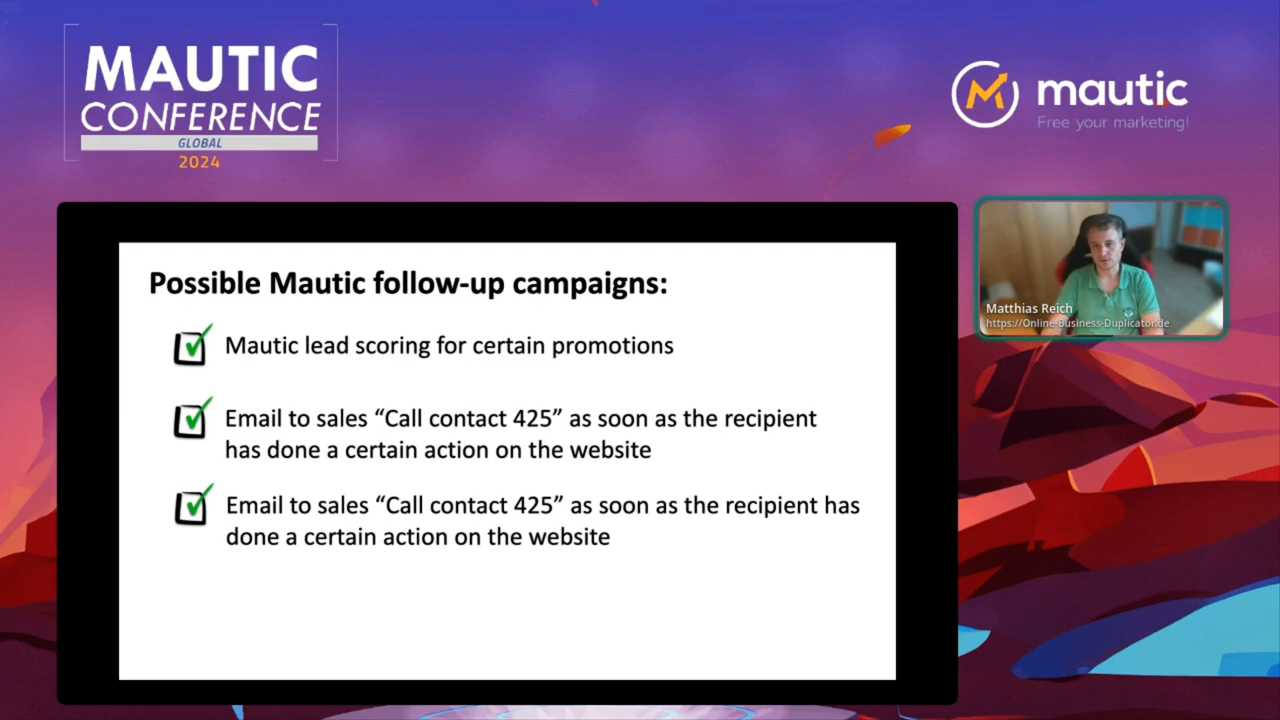 MAUTIC
CONFERENCE
GLOBAL
2024
mautic
Free your marketing!
Possible Mautic follow-up campaigns:
Mautic lead scoring for certain promotions
Email to sales “Call contact 425” as soon as the recipient
has done a certain action on the website
Email to sales “Call contact 425” as soon as the recipient has
done a certain action on the website
Matthias Reich
https://Online-Business-Duplicator.de